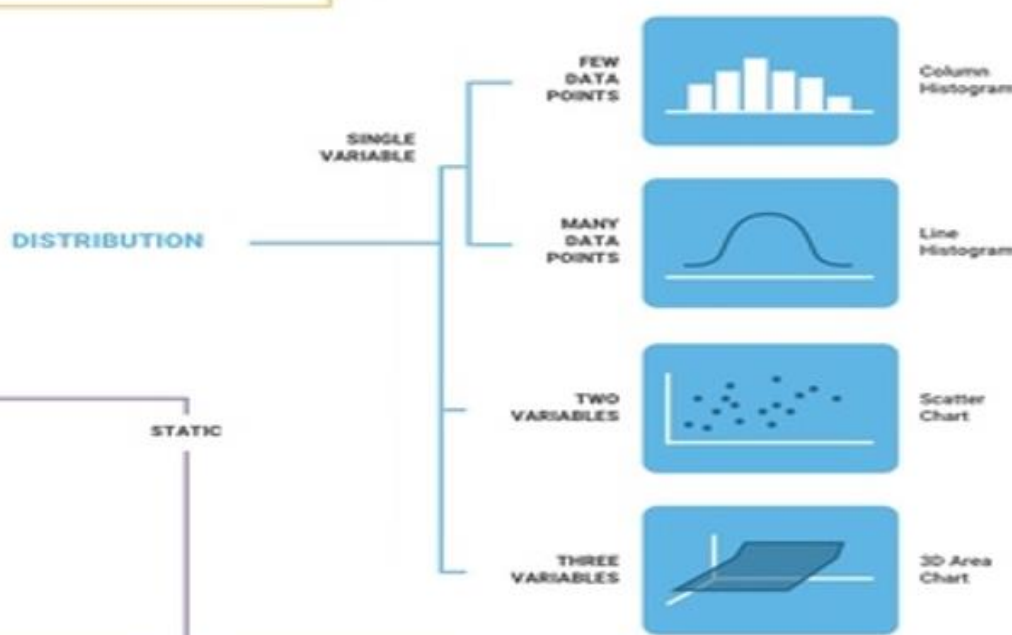 FEW
DATA
POINTS
Column
Histogram
SINGLE
VARIABLE
DISTRIBUTION
MANY
DATA
POINTS
Line
Histogram
TWO
VARIABLES
Scatter
Chart
STATIC
THREE
VARIABLES
3D Area
Chart